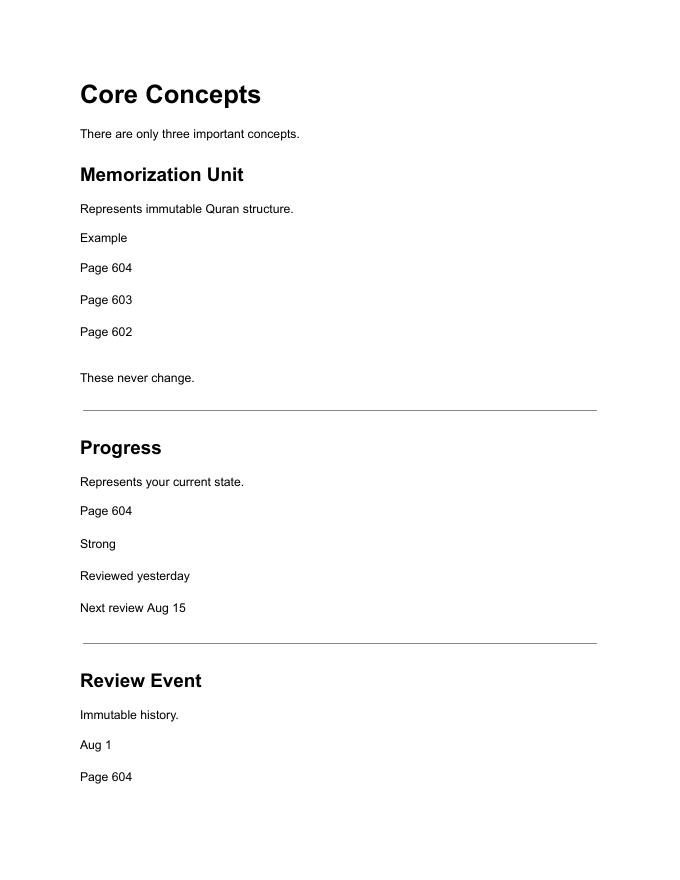 Core Concepts
There are only three important concepts.
Memorization Unit
Represents immutable Quran structure.
Example
Page 604
Page 603
Page 602
These never change.
Progress
Represents your current state.
Page 604
Strong
Reviewed yesterday
Next review Aug 15
Review Event
Immutable history.
Aug 1
Page 604